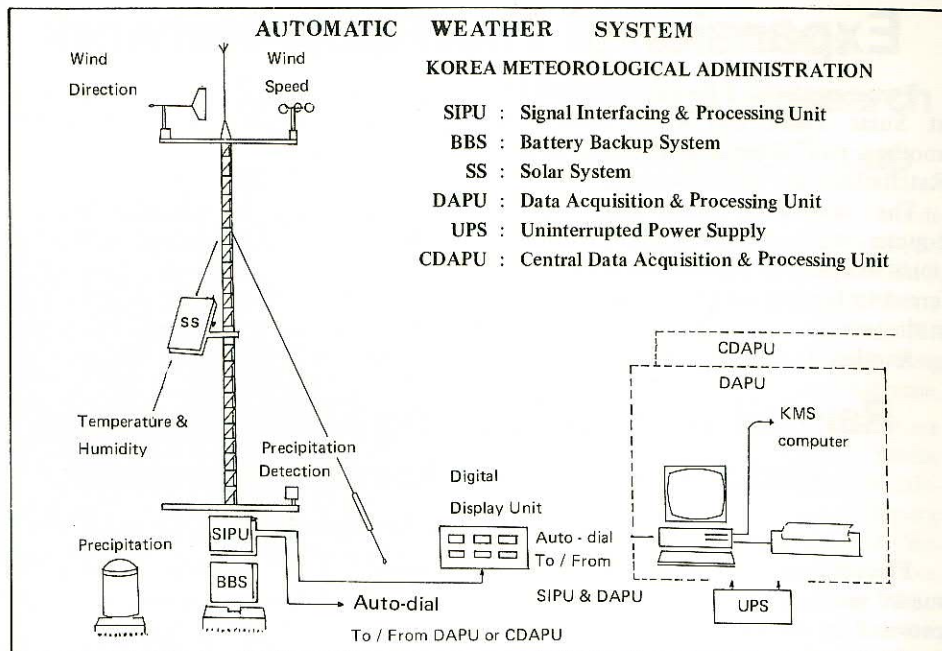 AUTOMATIC WEATHER SYSTEM
KOREA METEOROLOGICAL ADMINISTRATION
SIPU : Signal Interfacing & Processing Unit
BBS : Battery Backup System
SS : Solar System
DAPU : Data Acquisition & Processing Unit
UPS : Uninterrupted Power Supply
CDAPU : Central Data Acquisition & Processing Unit
Wind
Direction
Wind
Speed
SS
Temperature &
Humidity
Precipitation
Detection
Precipitation
SIPU
BBS
Auto-dial
To / From DAPU or CDAPU
Digital
Display Unit
Auto - dial
To / From
SIPU & DAPU
CDAPU
DAPU
KMS
computer
UPS